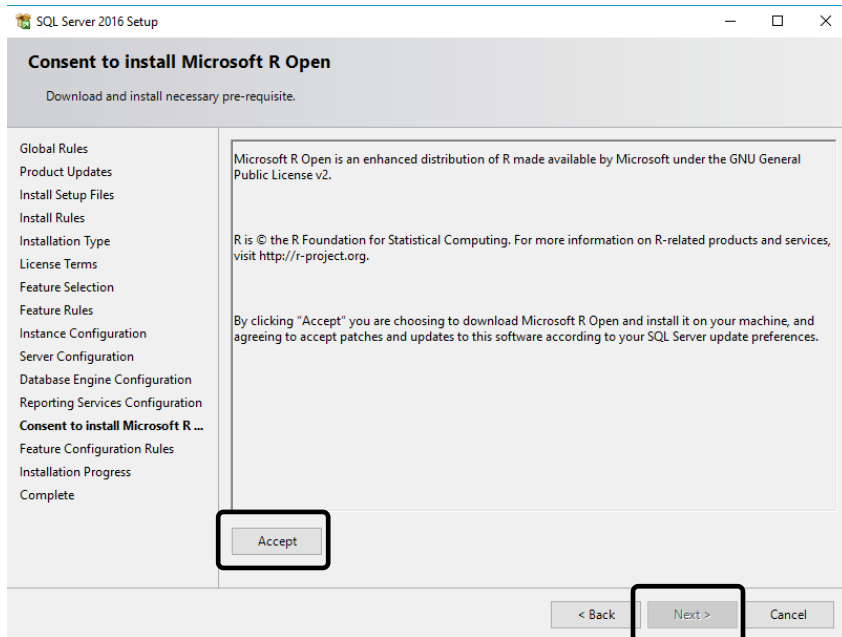 SQL Server 2016 Setup
Consent to install Microsoft R Open
Download and install necessary pre-requisite.
Global Rules
Product Updates
Install Setup Files
Install Rules
Installation Type
License Terms
Feature Selection
Feature Rules
Instance Configuration
Server Configuration
Database Engine Configuration
Reporting Services Configuration
Consent to install Microsoft R ...
Feature Configuration Rules
Installation Progress
Complete
Microsoft R Open is an enhanced distribution of R made available by Microsoft under the GNU General
Public License v2.
R is © the R Foundation for Statistical Computing. For more information on R-related products and services,
visit http://r-project.org.
By clicking "Accept" you are choosing to download Microsoft R Open and install it on your machine, and
agreeing to accept patches and updates to this software according to your SQL Server update preferences.
Accept
< Back
Next >
Cancel